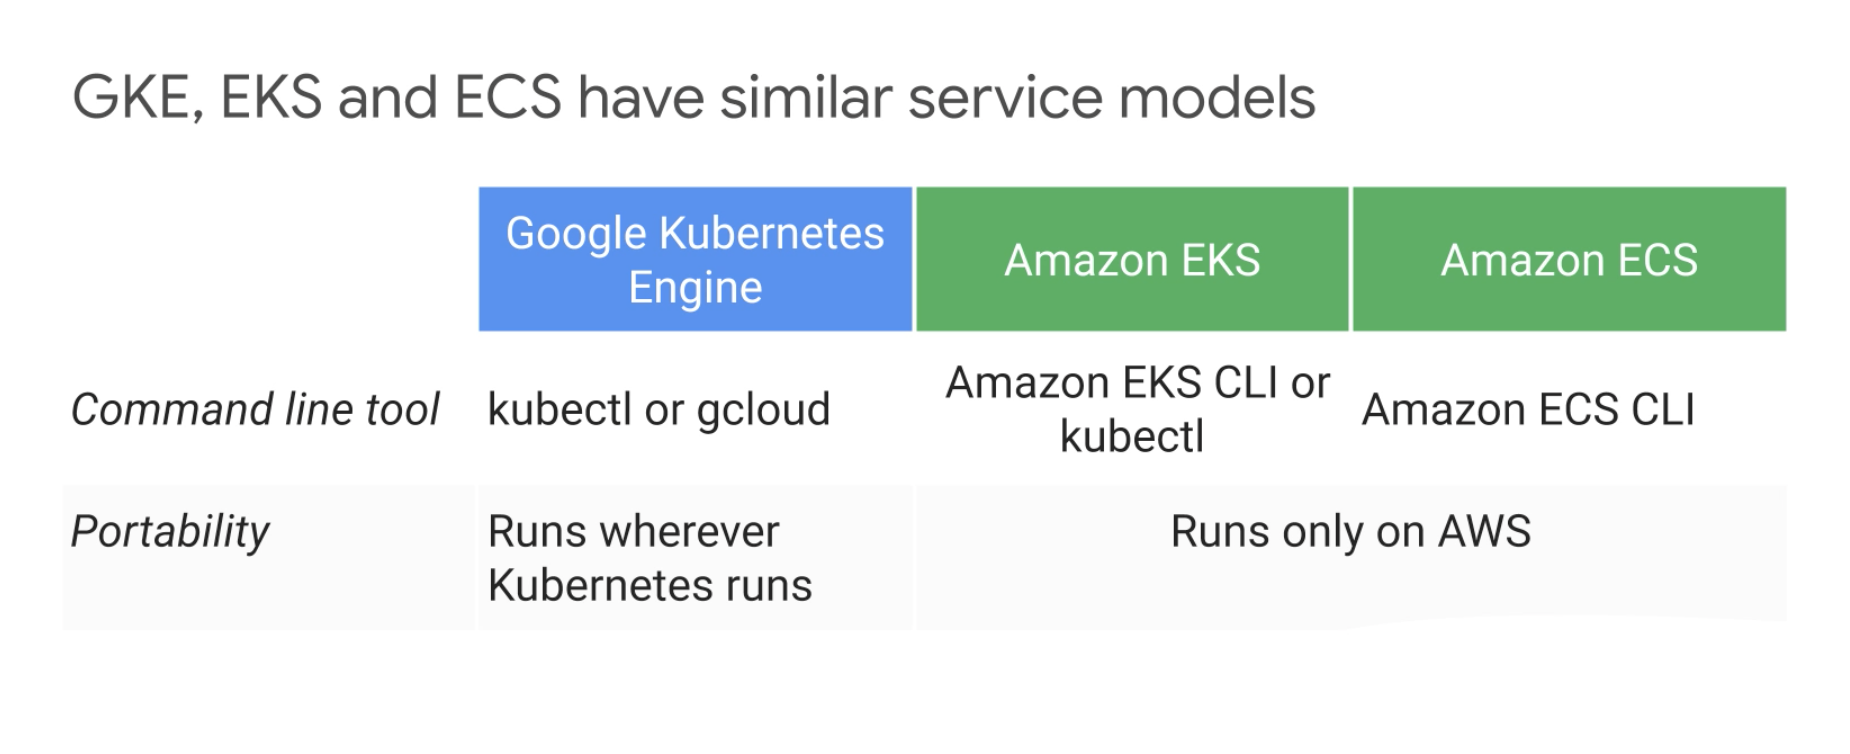 GKE, EKS and ECS have similar service models
Google Kubernetes
Engine
Amazon EKS
Amazon ECS
Command line tool
kubectl or gcloud
Amazon EKS CLI or
kubectl
Amazon ECS CLI
Portability
Runs wherever
Kubernetes runs
Runs only on AWS